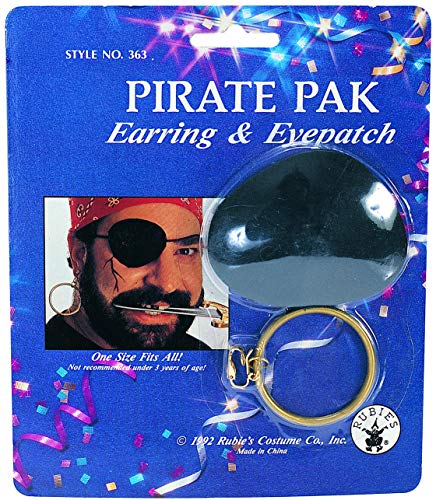 STYLE NO. 363
PIRATE PAK
Earring & Eyepatch
One Size Fits All!
Not recommended under 3 years of age!
© 1992 Rubie's Costume Co., Inc.
Made in China
RUBIE'S
®